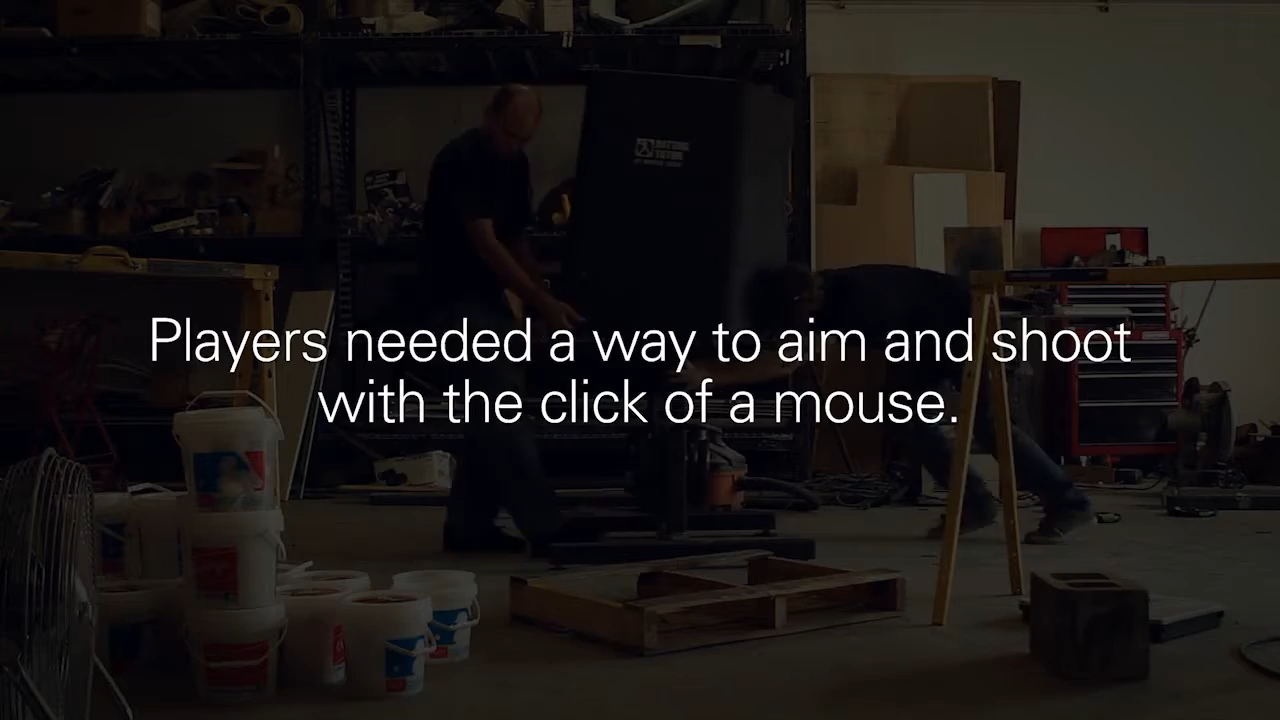 Players needed a way to aim and shoot
with the click of a mouse.